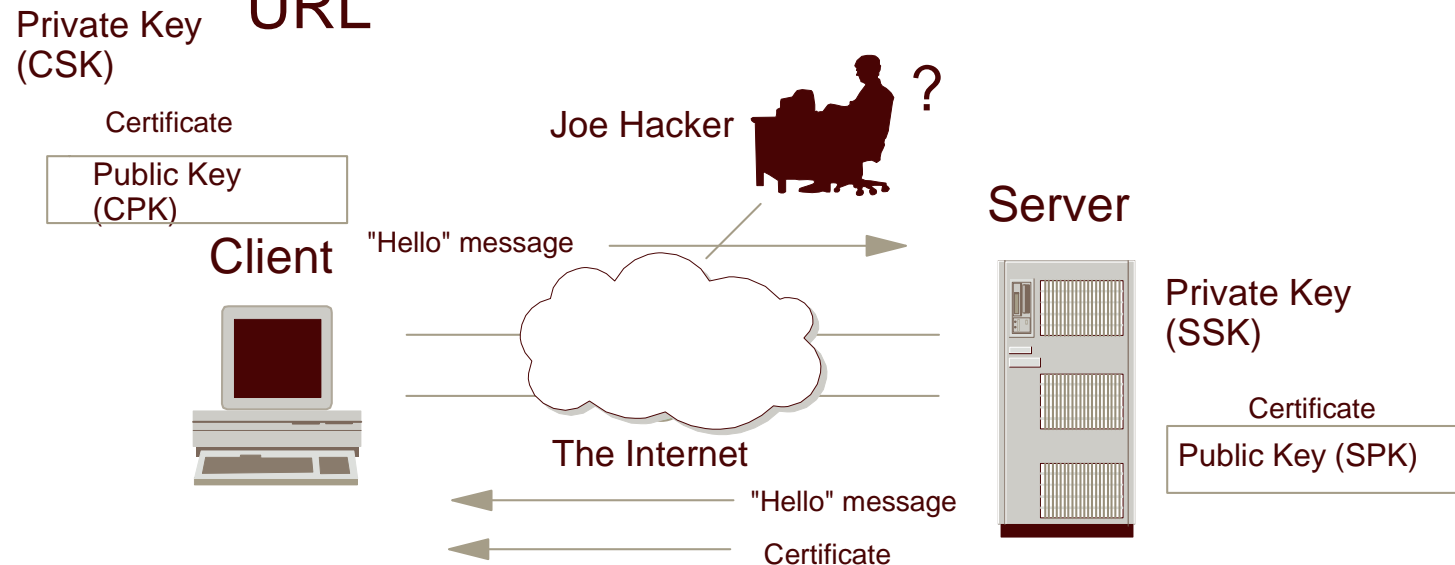 URL
Private Key
(CSK)
Certificate
Public Key
(CPK)
Client
"Hello" message
Joe Hacker
?
Server
Private Key
(SSK)
Certificate
Public Key (SPK)
The Internet
"Hello" message
Certificate